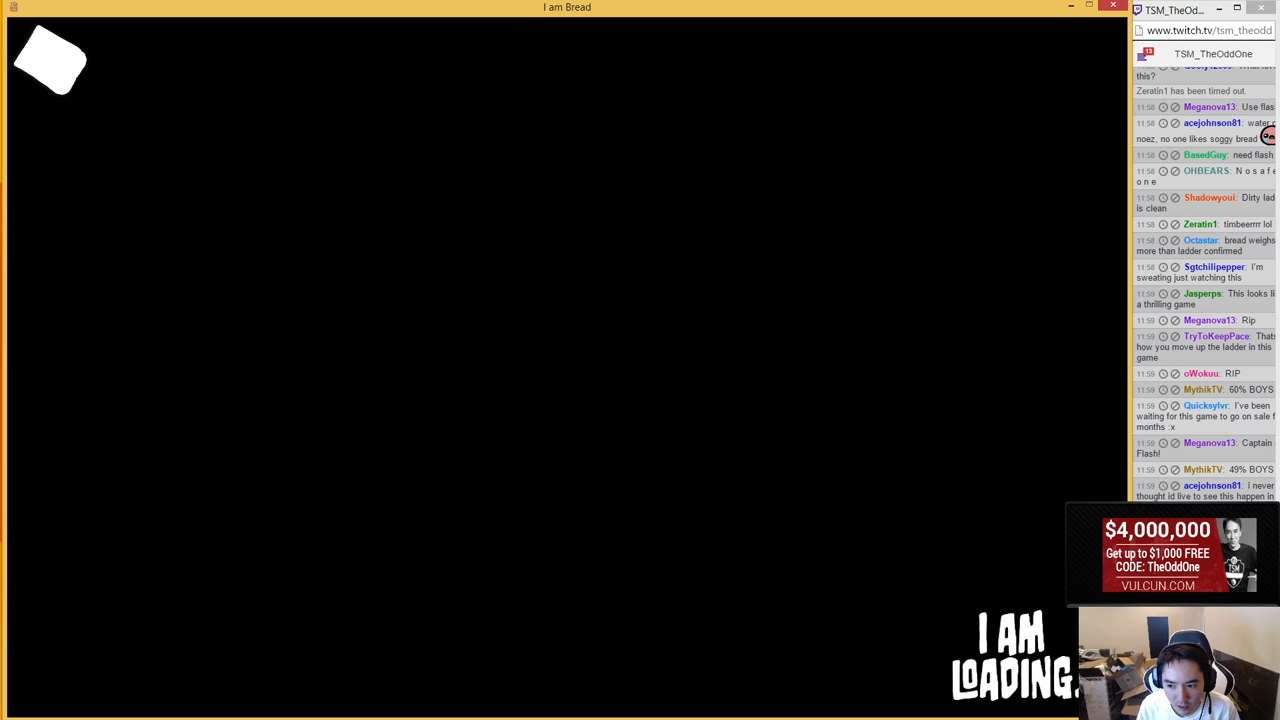 I am Bread
TSM_TheOd...
www.twitch.tv/tsm_theodd
13
TSM_TheOddOne
this?
Zeratin1 has been timed out.
11:58 Meganova13: Use flas
11:58 acejohnson81: water
noez, no one likes soggy bread
11:58 BasedGuy: need flash
11:58 OHBEARS: N o s a f e
o n e
11:58 Shadowyoui: Dirty lad
is clean
11:58 Zeratin1: timbeerrrr lol
11:58 Octastar: bread weighs
more than ladder confirmed
11:58 Sgtchilipepper: I'm
sweating just watching this
11:59 Jasperps: This looks li
a thrilling game
11:59 Meganova13: Rip
11:59 TryToKeepPace: Thats
how you move up the ladder in this
game
11:59 oWokuu: RIP
11:59 MythikTV: 60% BOYS
11:59 Quicksylvr: I've been
waiting for this game to go on sale f
months :x
11:59 Meganova13: Captain
Flash!
11:59 MythikTV: 49% BOYS
11:59 acejohnson81: i never
thought id live to see this happen in
$4,000,000
Get up to $1,000 FREE
CODE: TheOddOne
VULCUN.COM
TSM
I AM
LOADING.